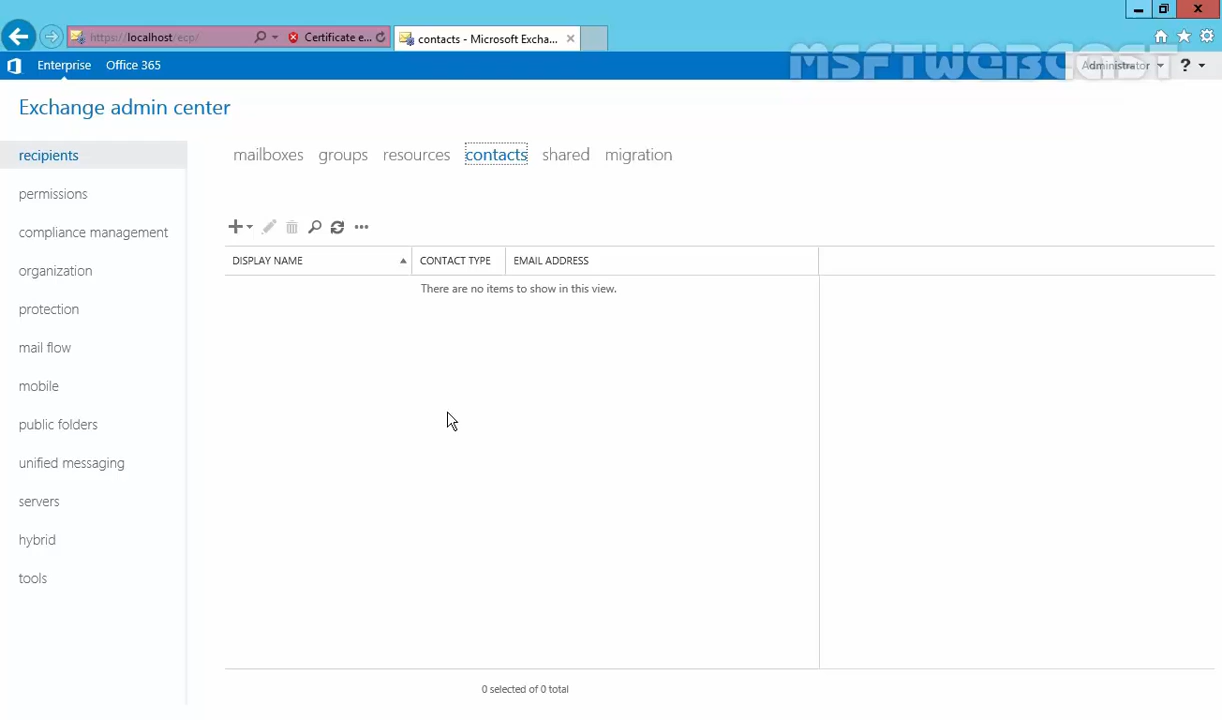 https://localhost/ecp/ Certificate e... contacts - Microsoft Excha...
MSFTWEBCAST
Enterprise Office 365 Administrator ?
Exchange admin center
recipients
permissions
compliance management
organization
protection
mail flow
mobile
public folders
unified messaging
servers
hybrid
tools
mailboxes groups resources contacts shared migration
DISPLAY NAME CONTACT TYPE EMAIL ADDRESS
There are no items to show in this view.
0 selected of 0 total